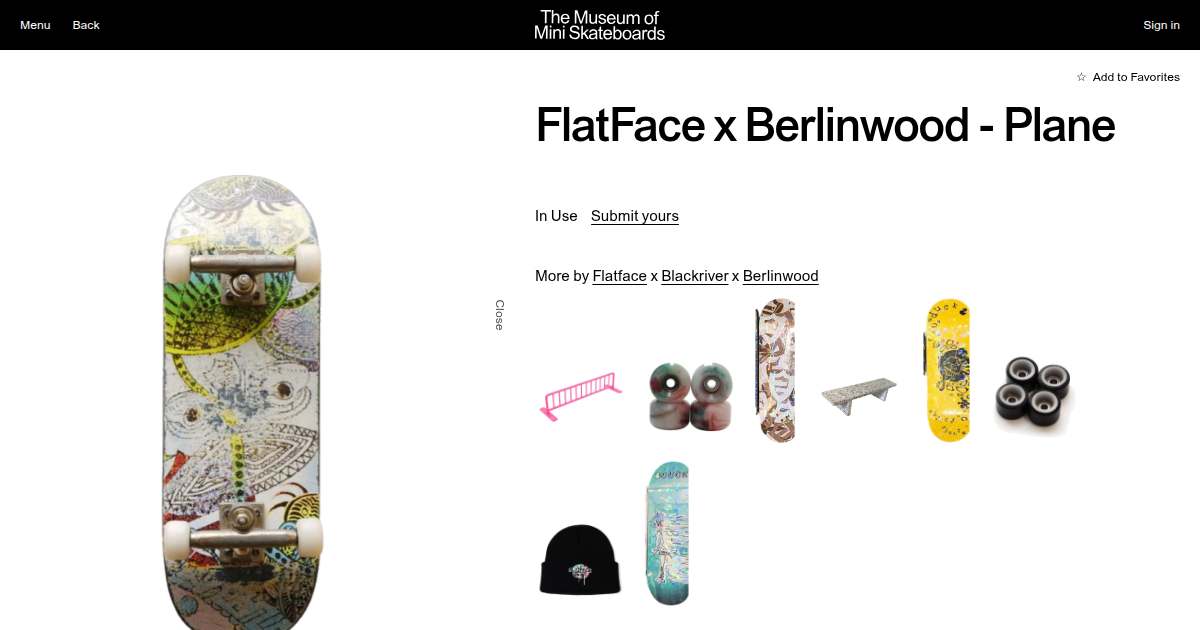 Menu Back
The Museum of
Mini Skateboards
Sign in
☆ Add to Favorites
FlatFace x Berlinwood - Plane
In Use Submit yours
More by Flatface x Blackriver x Berlinwood
Close